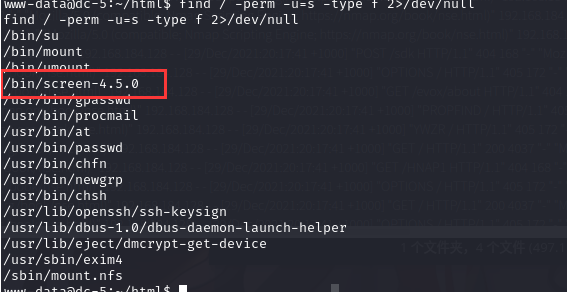 www-data@dc-5:~/html$ find / -perm -u=s -type f 2>/dev/null
find / -perm -u=s -type f 2>/dev/null
/bin/su
/bin/mount
/bin/umount
/bin/screen-4.5.0
/usr/bin/gpasswd
/usr/bin/procmail
/usr/bin/at
/usr/bin/passwd
/usr/bin/chfn
/usr/bin/newgrp
/usr/bin/chsh
/usr/lib/openssh/ssh-keysign
/usr/lib/dbus-1.0/dbus-daemon-launch-helper
/usr/lib/eject/dmcrypt-get-device
/usr/sbin/exim4
/sbin/mount.nfs
www-data@dc-5:~/html$